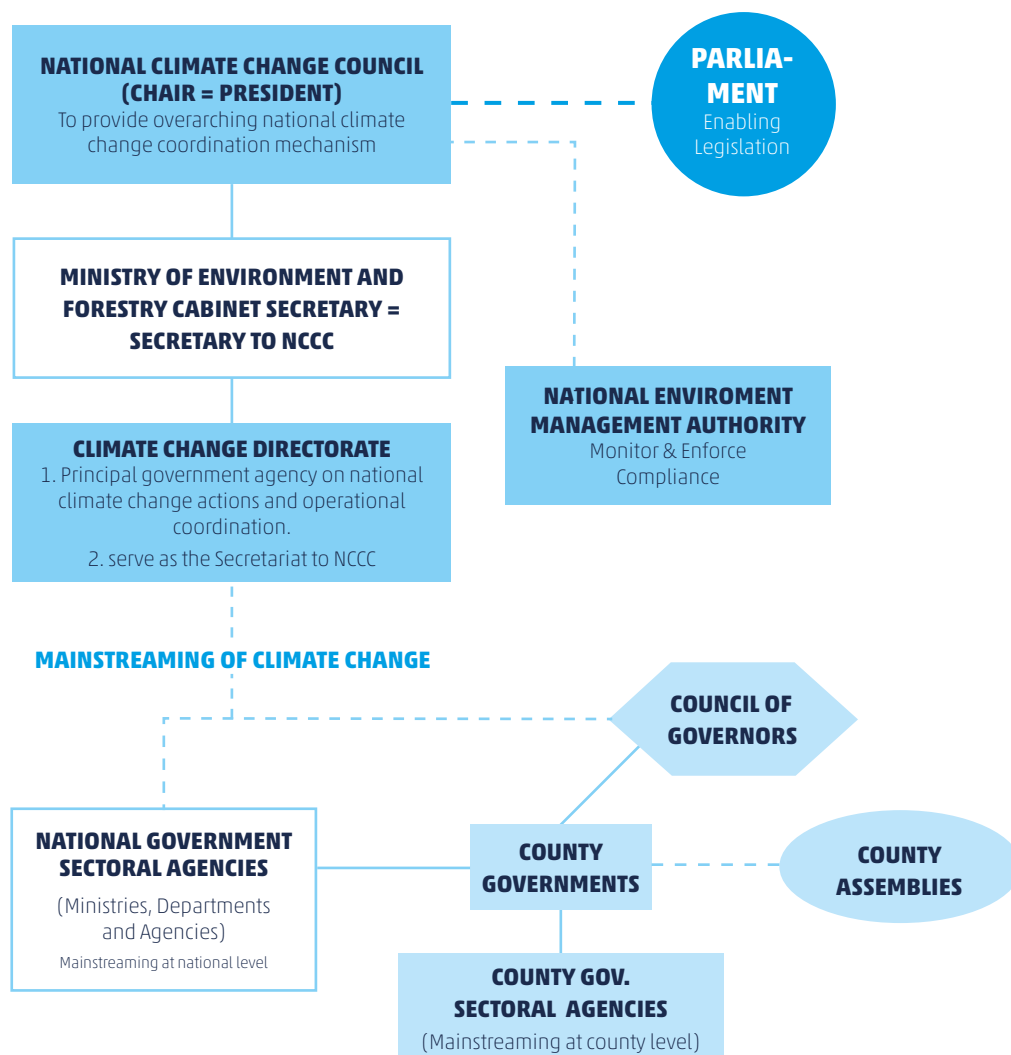 NATIONAL CLIMATE CHANGE COUNCIL
(CHAIR = PRESIDENT)
To provide overarching national climate
change coordination mechanism
PARLIA-
MENT
Enabling
Legislation
MINISTRY OF ENVIRONMENT AND
FORESTRY CABINET SECRETARY =
SECRETARY TO NCCC
NATIONAL ENVIROMENT
MANAGEMENT AUTHORITY
Monitor & Enforce
Compliance
CLIMATE CHANGE DIRECTORATE
1. Principal government agency on national
climate change actions and operational
coordination.
2. serve as the Secretariat to NCCC
MAINSTREAMING OF CLIMATE CHANGE
COUNCIL OF
GOVERNORS
NATIONAL GOVERNMENT
SECTORAL AGENCIES
(Ministries, Departments
and Agencies)
Mainstreaming at national level
COUNTY
GOVERNMENTS
COUNTY
ASSEMBLIES
COUNTY GOV.
SECTORAL AGENCIES
(Mainstreaming at county level)